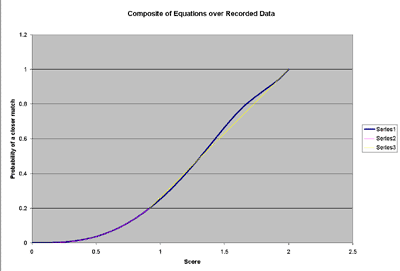 Composite of Equations over Recorded Data
1.2
1
0.8
0.6
0.4
0.2
0
0 0.5 1 1.5 2 2.5
Probability of a closer match
Score
Series1
Series2
Series3